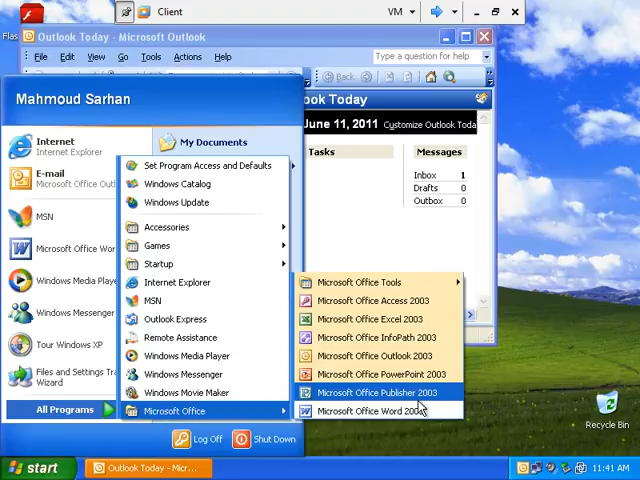 Client
VM
Flas
Outlook Today - Microsoft Outlook
File Edit View Go Tools Actions Help
Type a question for help
Back
Mahmoud Sarhan
ook Today
June 11, 2011 Customize Outlook Toda
Internet
Internet Explorer
My Documents
Tasks
Messages
Inbox 1
Drafts 0
Outbox 0
E-mail
Microsoft Office Out
MSN
Microsoft Office Wor
Windows Media Playe
Windows Messenger
Tour Windows XP
Files and Settings Tra
Wizard
All Programs
Set Program Access and Defaults
Windows Catalog
Windows Update
Accessories
Games
Startup
Internet Explorer
MSN
Outlook Express
Remote Assistance
Windows Media Player
Windows Messenger
Windows Movie Maker
Microsoft Office
Microsoft Office Tools
Microsoft Office Access 2003
Microsoft Office Excel 2003
Microsoft Office InfoPath 2003
Microsoft Office Outlook 2003
Microsoft Office PowerPoint 2003
Microsoft Office Publisher 2003
Microsoft Office Word 2003
Log Off
Shut Down
Recycle Bin
start
Outlook Today - Micr...
11:41 AM